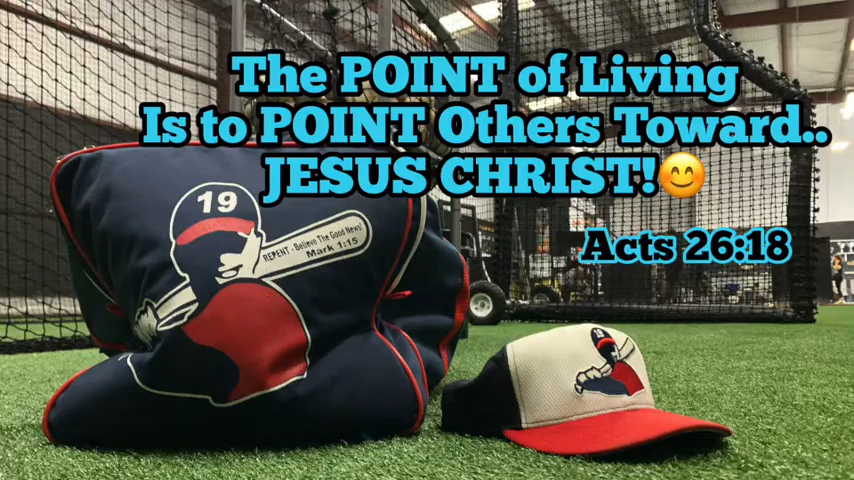 The POINT of Living
Is to POINT Others Toward..
JESUS CHRIST!😊
Acts 26:18
19
REPENT - Believe The Good News!
Mark 1:15
19